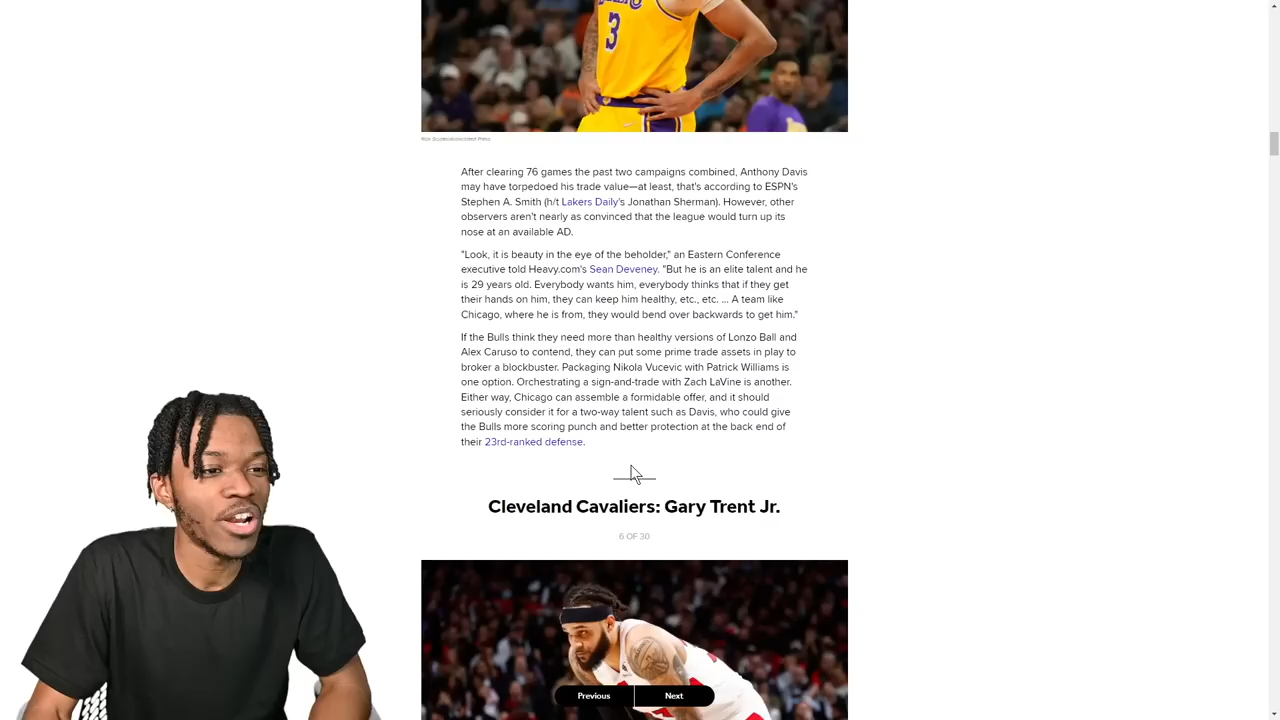 3
After clearing 76 games the past two campaigns combined, Anthony Davis
may have torpedoed his trade value—at least, that's according to ESPN's
Stephen A. Smith (h/t Lakers Daily's Jonathan Sherman). However, other
observers aren't nearly as convinced that the league would turn up its
nose at an available AD.
"Look, it is beauty in the eye of the beholder," an Eastern Conference
executive told Heavy.com's Sean Deveney. "But he is an elite talent and he
is 29 years old. Everybody wants him, everybody thinks that if they get
their hands on him, they can keep him healthy, etc., etc. ... A team like
Chicago, where he is from, they would bend over backwards to get him."
If the Bulls think they need more than healthy versions of Lonzo Ball and
Alex Caruso to contend, they can put some prime trade assets in play to
broker a blockbuster. Packaging Nikola Vucevic with Patrick Williams is
one option. Orchestrating a sign-and-trade with Zach LaVine is another.
Either way, Chicago can assemble a formidable offer, and it should
seriously consider it for a two-way talent such as Davis, who could give
the Bulls more scoring punch and better protection at the back end of
their 23rd-ranked defense.
Cleveland Cavaliers: Gary Trent Jr.
6 OF 30
Previous Next